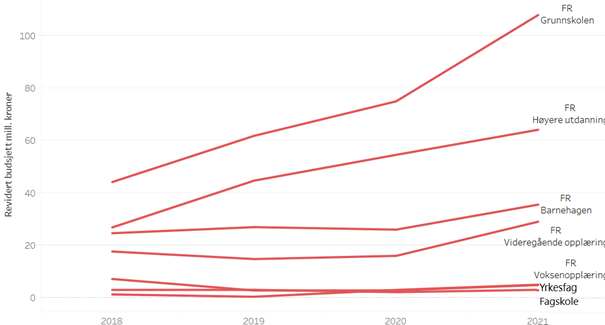 FR
Grunnskolen
100
FR
Høyere utdanning
80
60
FR
Barnehagen
40
FR
Videregående opplæring
20
FR
Voksenopplæring
Yrkesfag
0
Fagskole
2018 2019 2020 2021
Revidert budsjett mill. kroner